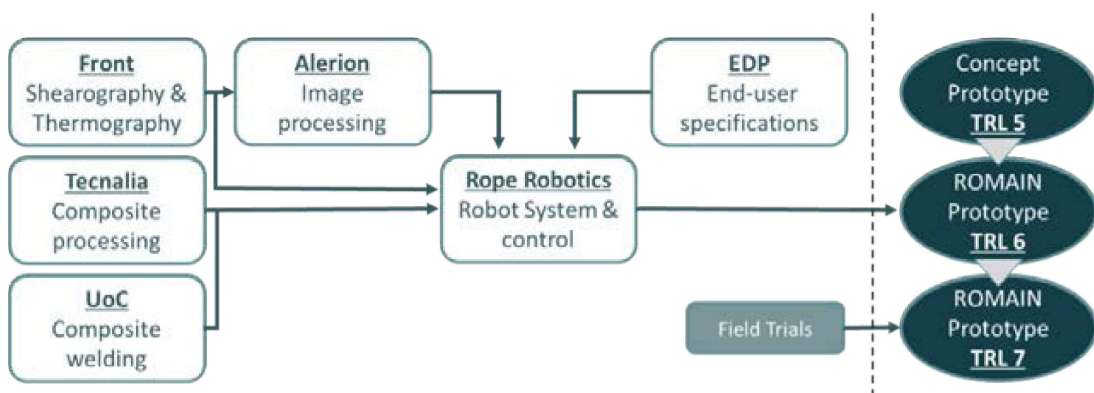 Front
Shearography &
Thermography
Alerion
Image
processing
EDP
End-user
specifications
Concept
Prototype
TRL 5
Tecnalia
Composite
processing
Rope Robotics
Robot System &
control
ROMAIN
Prototype
TRL 6
UoC
Composite
welding
Field Trials
ROMAIN
Prototype
TRL 7